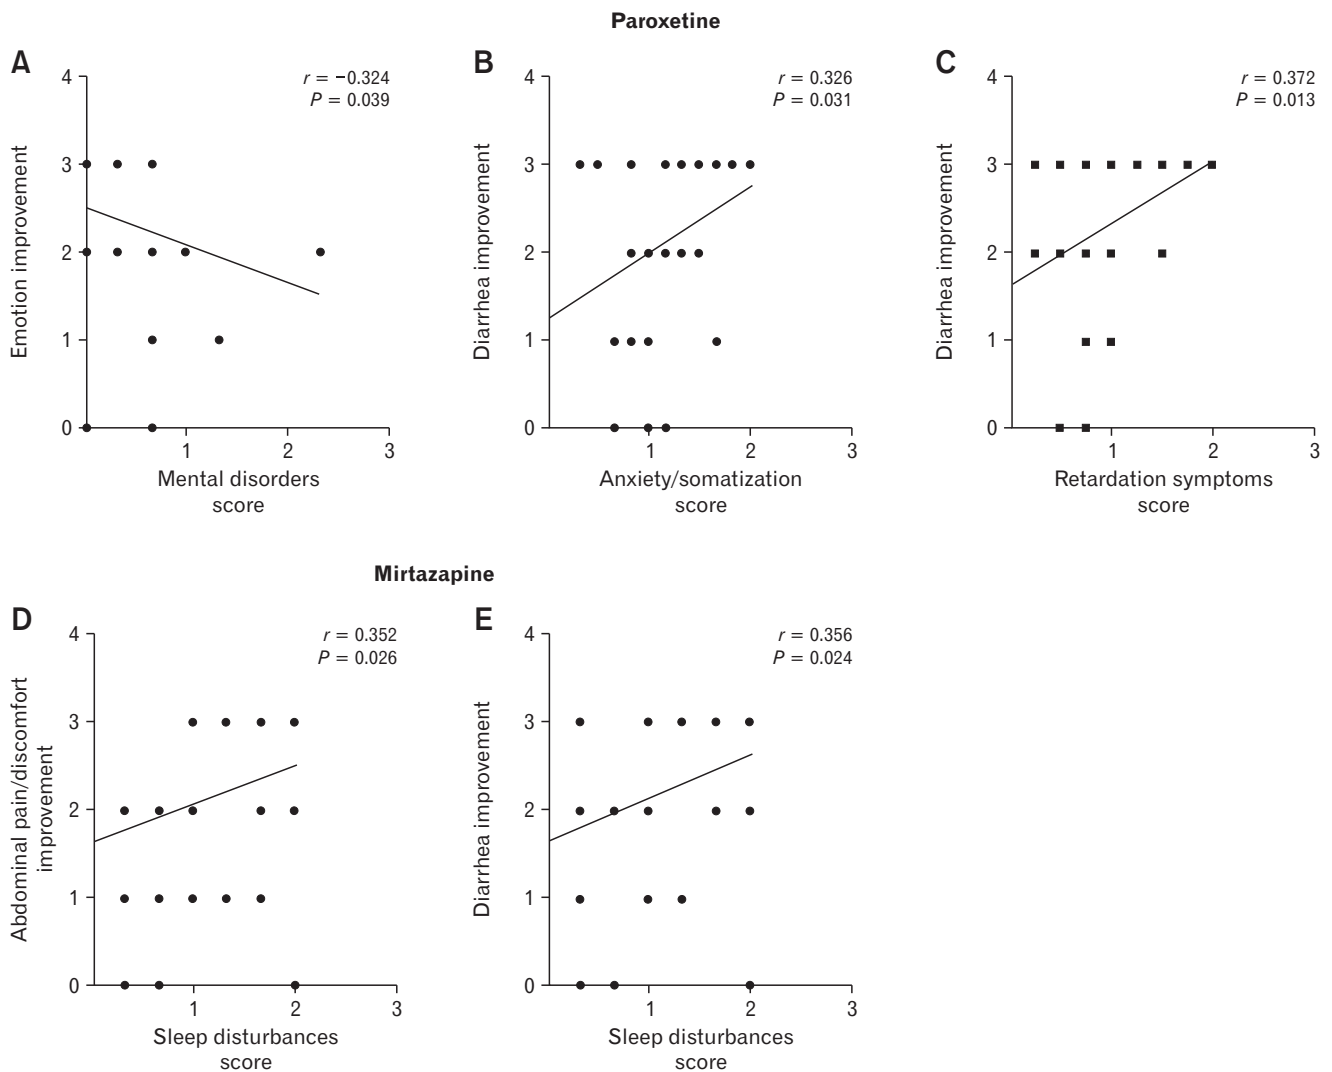 Paroxetine
A
r = −0.324
P = 0.039
4
3
2
1
0
1
2
3
Emotion improvement
Mental disorders
score
B
r = 0.326
P = 0.031
4
3
2
1
0
1
2
3
Diarrhea improvement
Anxiety/somatization
score
C
r = 0.372
P = 0.013
4
3
2
1
0
1
2
3
Diarrhea improvement
Retardation symptoms
score
Mirtazapine
D
r = 0.352
P = 0.026
4
3
2
1
0
1
2
3
Abdominal pain/discomfort
improvement
Sleep disturbances
score
E
r = 0.356
P = 0.024
4
3
2
1
0
1
2
3
Diarrhea improvement
Sleep disturbances
score